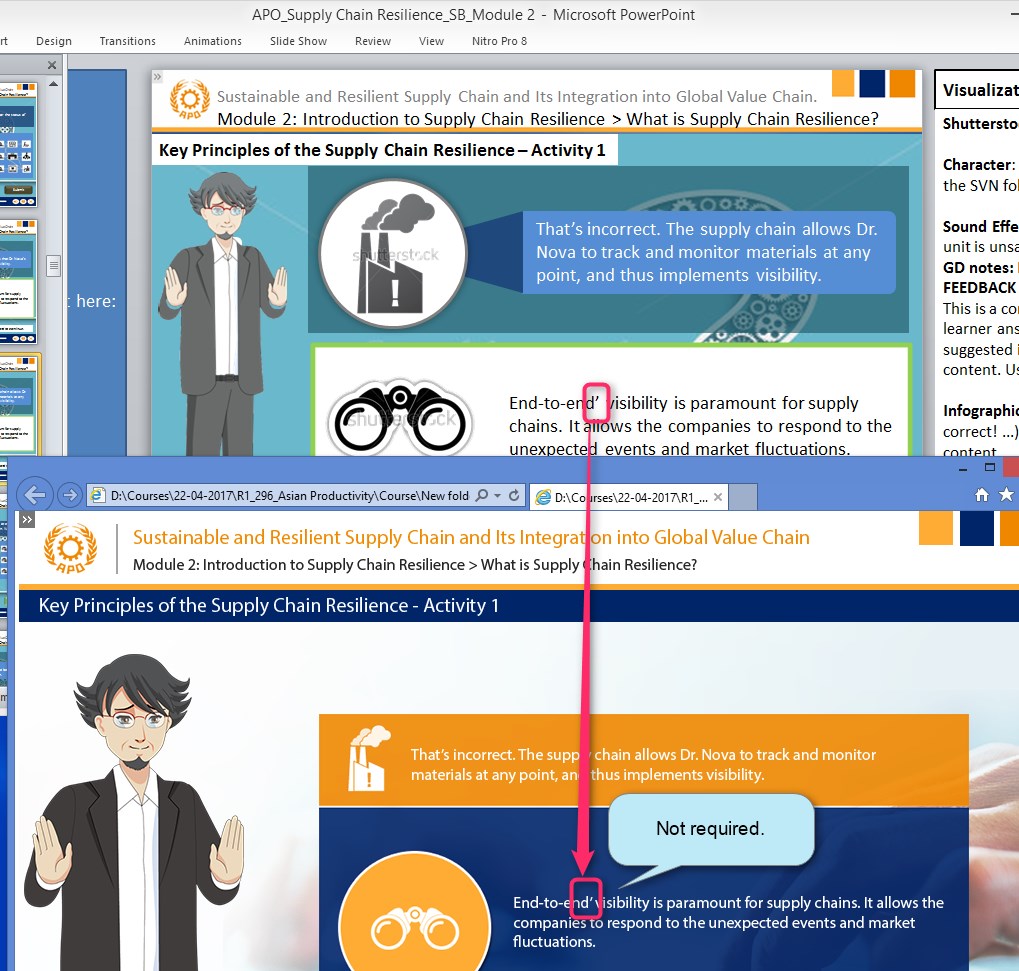 APO_Supply Chain Resilience_SB_Module 2 - Microsoft PowerPoint
rt Design Transitions Animations Slide Show Review View Nitro Pro 8
APO
Sustainable and Resilient Supply Chain and Its Integration into Global Value Chain.
Module 2: Introduction to Supply Chain Resilience > What is Supply Chain Resilience?
Key Principles of the Supply Chain Resilience – Activity 1
shutterstock
That's incorrect. The supply chain allows Dr.
Nova to track and monitor materials at any
point, and thus implements visibility.
here:
shutterstock
End-to-end’ visibility is paramount for supply
chains. It allows the companies to respond to the
unexpected events and market fluctuations.
Visualizat
Shutterstoc
Character:
the SVN fol
Sound Effe
unit is unsa
GD notes:
FEEDBACK
This is a co
learner ans
suggested i
content. Us
Infographic
correct! ...)
content
D:\Courses\22-04-2017\R1_296_Asian Productivity\Course\New fold
D:\Courses\22-04-2017\R1_...
APO
Sustainable and Resilient Supply Chain and Its Integration into Global Value Chain
Module 2: Introduction to Supply Chain Resilience > What is Supply Chain Resilience?
Key Principles of the Supply Chain Resilience - Activity 1
That's incorrect. The supply chain allows Dr. Nova to track and monitor
materials at any point, and thus implements visibility.
Not required.
End-to-end’ visibility is paramount for supply chains. It allows the
companies to respond to the unexpected events and market
fluctuations.